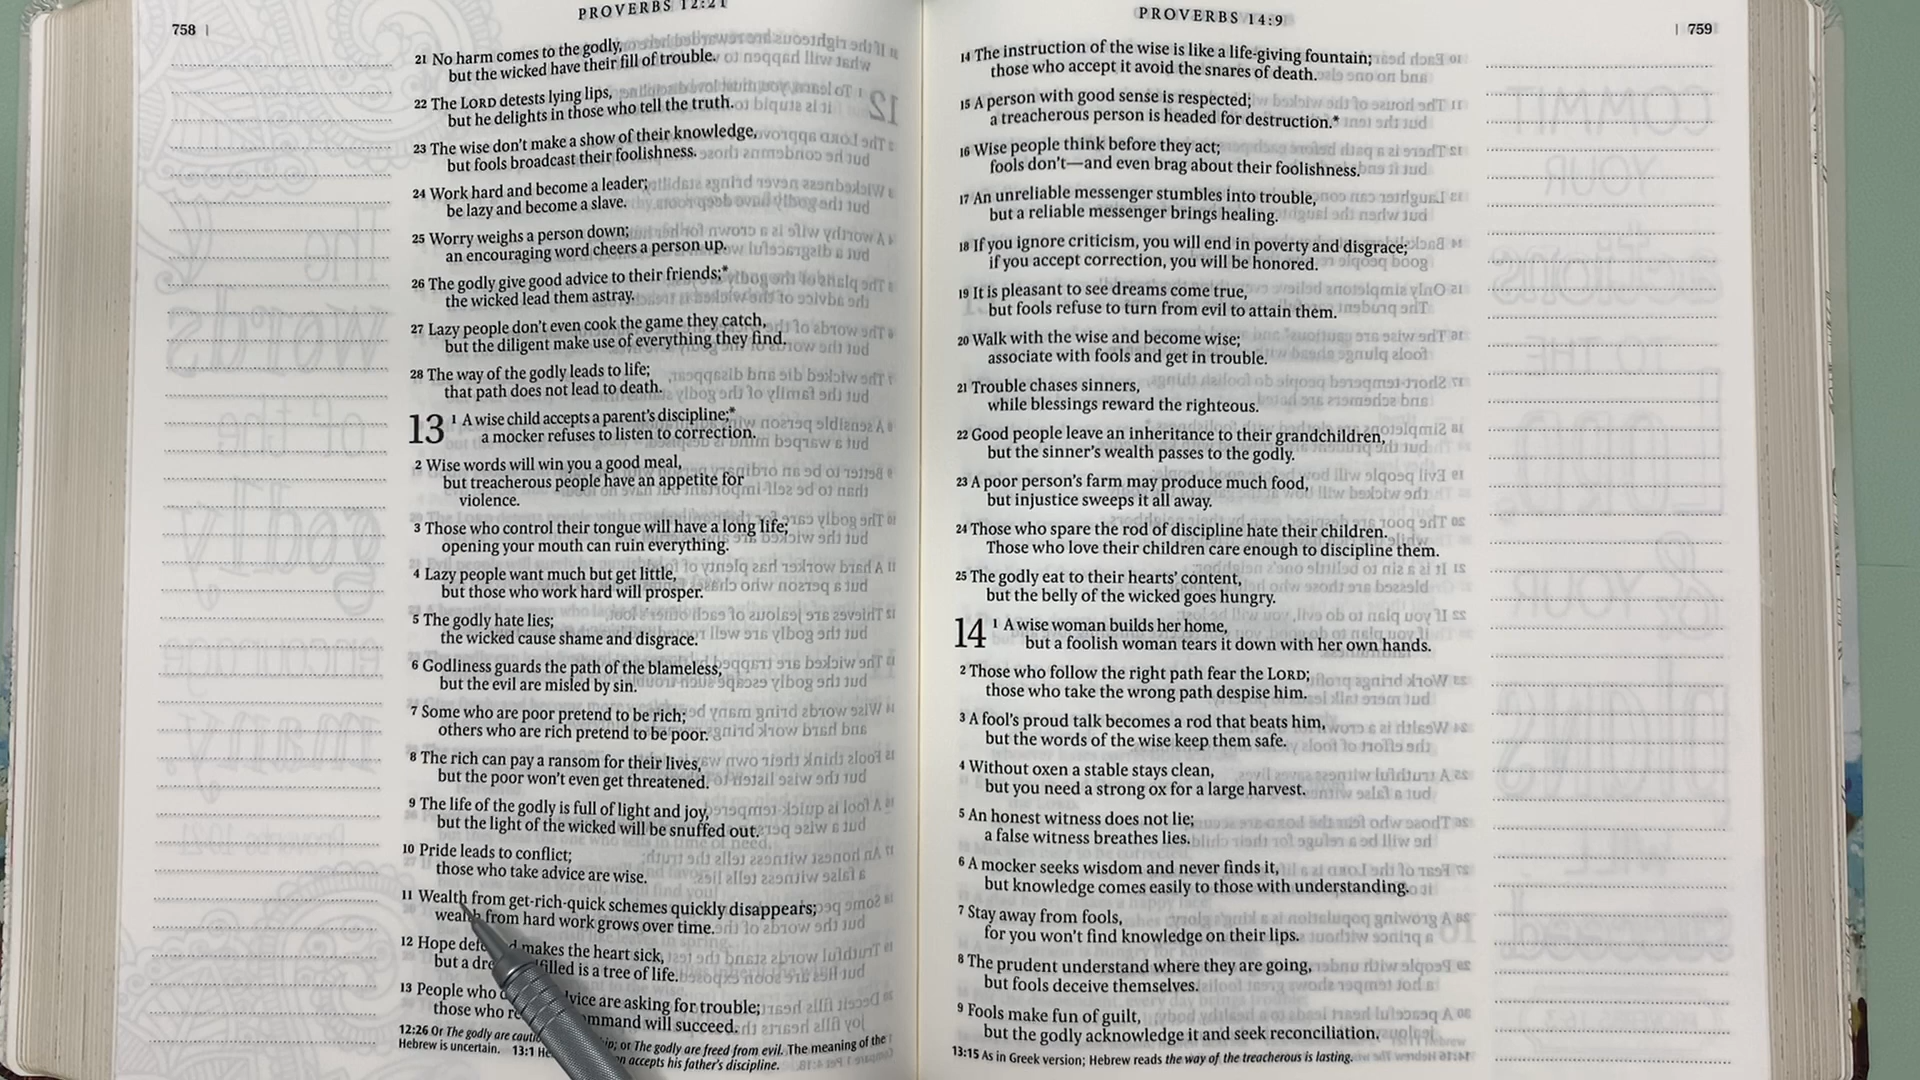 758
PROVERBS 12:21
21 No harm comes to the godly,
but the wicked have their fill of trouble.
22 The LORD detests lying lips,
but he delights in those who tell the truth.
23 The wise don't make a show of their knowledge,
but fools broadcast their foolishness.
24 Work hard and become a leader;
be lazy and become a slave.
25 Worry weighs a person down;
an encouraging word cheers a person up.
26 The godly give good advice to their friends;*
the wicked lead them astray.
27 Lazy people don't even cook the game they catch,
but the diligent make use of everything they find.
28 The way of the godly leads to life;
that path does not lead to death.
13 1 A wise child accepts a parent's discipline;*
a mocker refuses to listen to correction.
2 Wise words will win you a good meal,
but treacherous people have an appetite for
violence.
3 Those who control their tongue will have a long life;
opening your mouth can ruin everything.
4 Lazy people want much but get little,
but those who work hard will prosper.
5 The godly hate lies;
the wicked cause shame and disgrace.
6 Godliness guards the path of the blameless,
but the evil are misled by sin.
7 Some who are poor pretend to be rich;
others who are rich pretend to be poor.
8 The rich can pay a ransom for their lives,
but the poor won't even get threatened.
9 The life of the godly is full of light and joy,
but the light of the wicked will be snuffed out.
10 Pride leads to conflict;
those who take advice are wise.
11 Wealth from get-rich-quick schemes quickly disappears;
wealth from hard work grows over time.
12 Hope makes the heart sick,
but a is a tree of life.
13 People who are asking for trouble;
those who will succeed.
12:26 Or The godly are or The godly are freed from evil. The meaning of the
Hebrew is uncertain. 13:1 accepts his father's discipline.
PROVERBS 14:9
759
14 The instruction of the wise is like a life-giving fountain;
those who accept it avoid the snares of death.
15 A person with good sense is respected;
a treacherous person is headed for destruction.*
16 Wise people think before they act;
fools don't—and even brag about their foolishness.
17 An unreliable messenger stumbles into trouble,
but a reliable messenger brings healing.
18 If you ignore criticism, you will end in poverty and disgrace;
if you accept correction, you will be honored.
19 It is pleasant to see dreams come true,
but fools refuse to turn from evil to attain them.
20 Walk with the wise and become wise;
associate with fools and get in trouble.
21 Trouble chases sinners,
while blessings reward the righteous.
22 Good people leave an inheritance to their grandchildren,
but the sinner's wealth passes to the godly.
23 A poor person's farm may produce much food,
but injustice sweeps it all away.
24 Those who spare the rod of discipline hate their children.
Those who love their children care enough to discipline them.
25 The godly eat to their hearts' content,
but the belly of the wicked goes hungry.
14 1 A wise woman builds her home,
but a foolish woman tears it down with her own hands.
2 Those who follow the right path fear the LORD;
those who take the wrong path despise him.
3 A fool's proud talk becomes a rod that beats him,
but the words of the wise keep them safe.
4 Without oxen a stable stays clean,
but you need a strong ox for a large harvest.
5 An honest witness does not lie;
a false witness breathes lies.
6 A mocker seeks wisdom and never finds it,
but knowledge comes easily to those with understanding.
7 Stay away from fools,
for you won't find knowledge on their lips.
8 The prudent understand where they are going,
but fools deceive themselves.
9 Fools make fun of guilt,
but the godly acknowledge it and seek reconciliation.
13:15 As in Greek version; Hebrew reads the way of the treacherous is lasting.